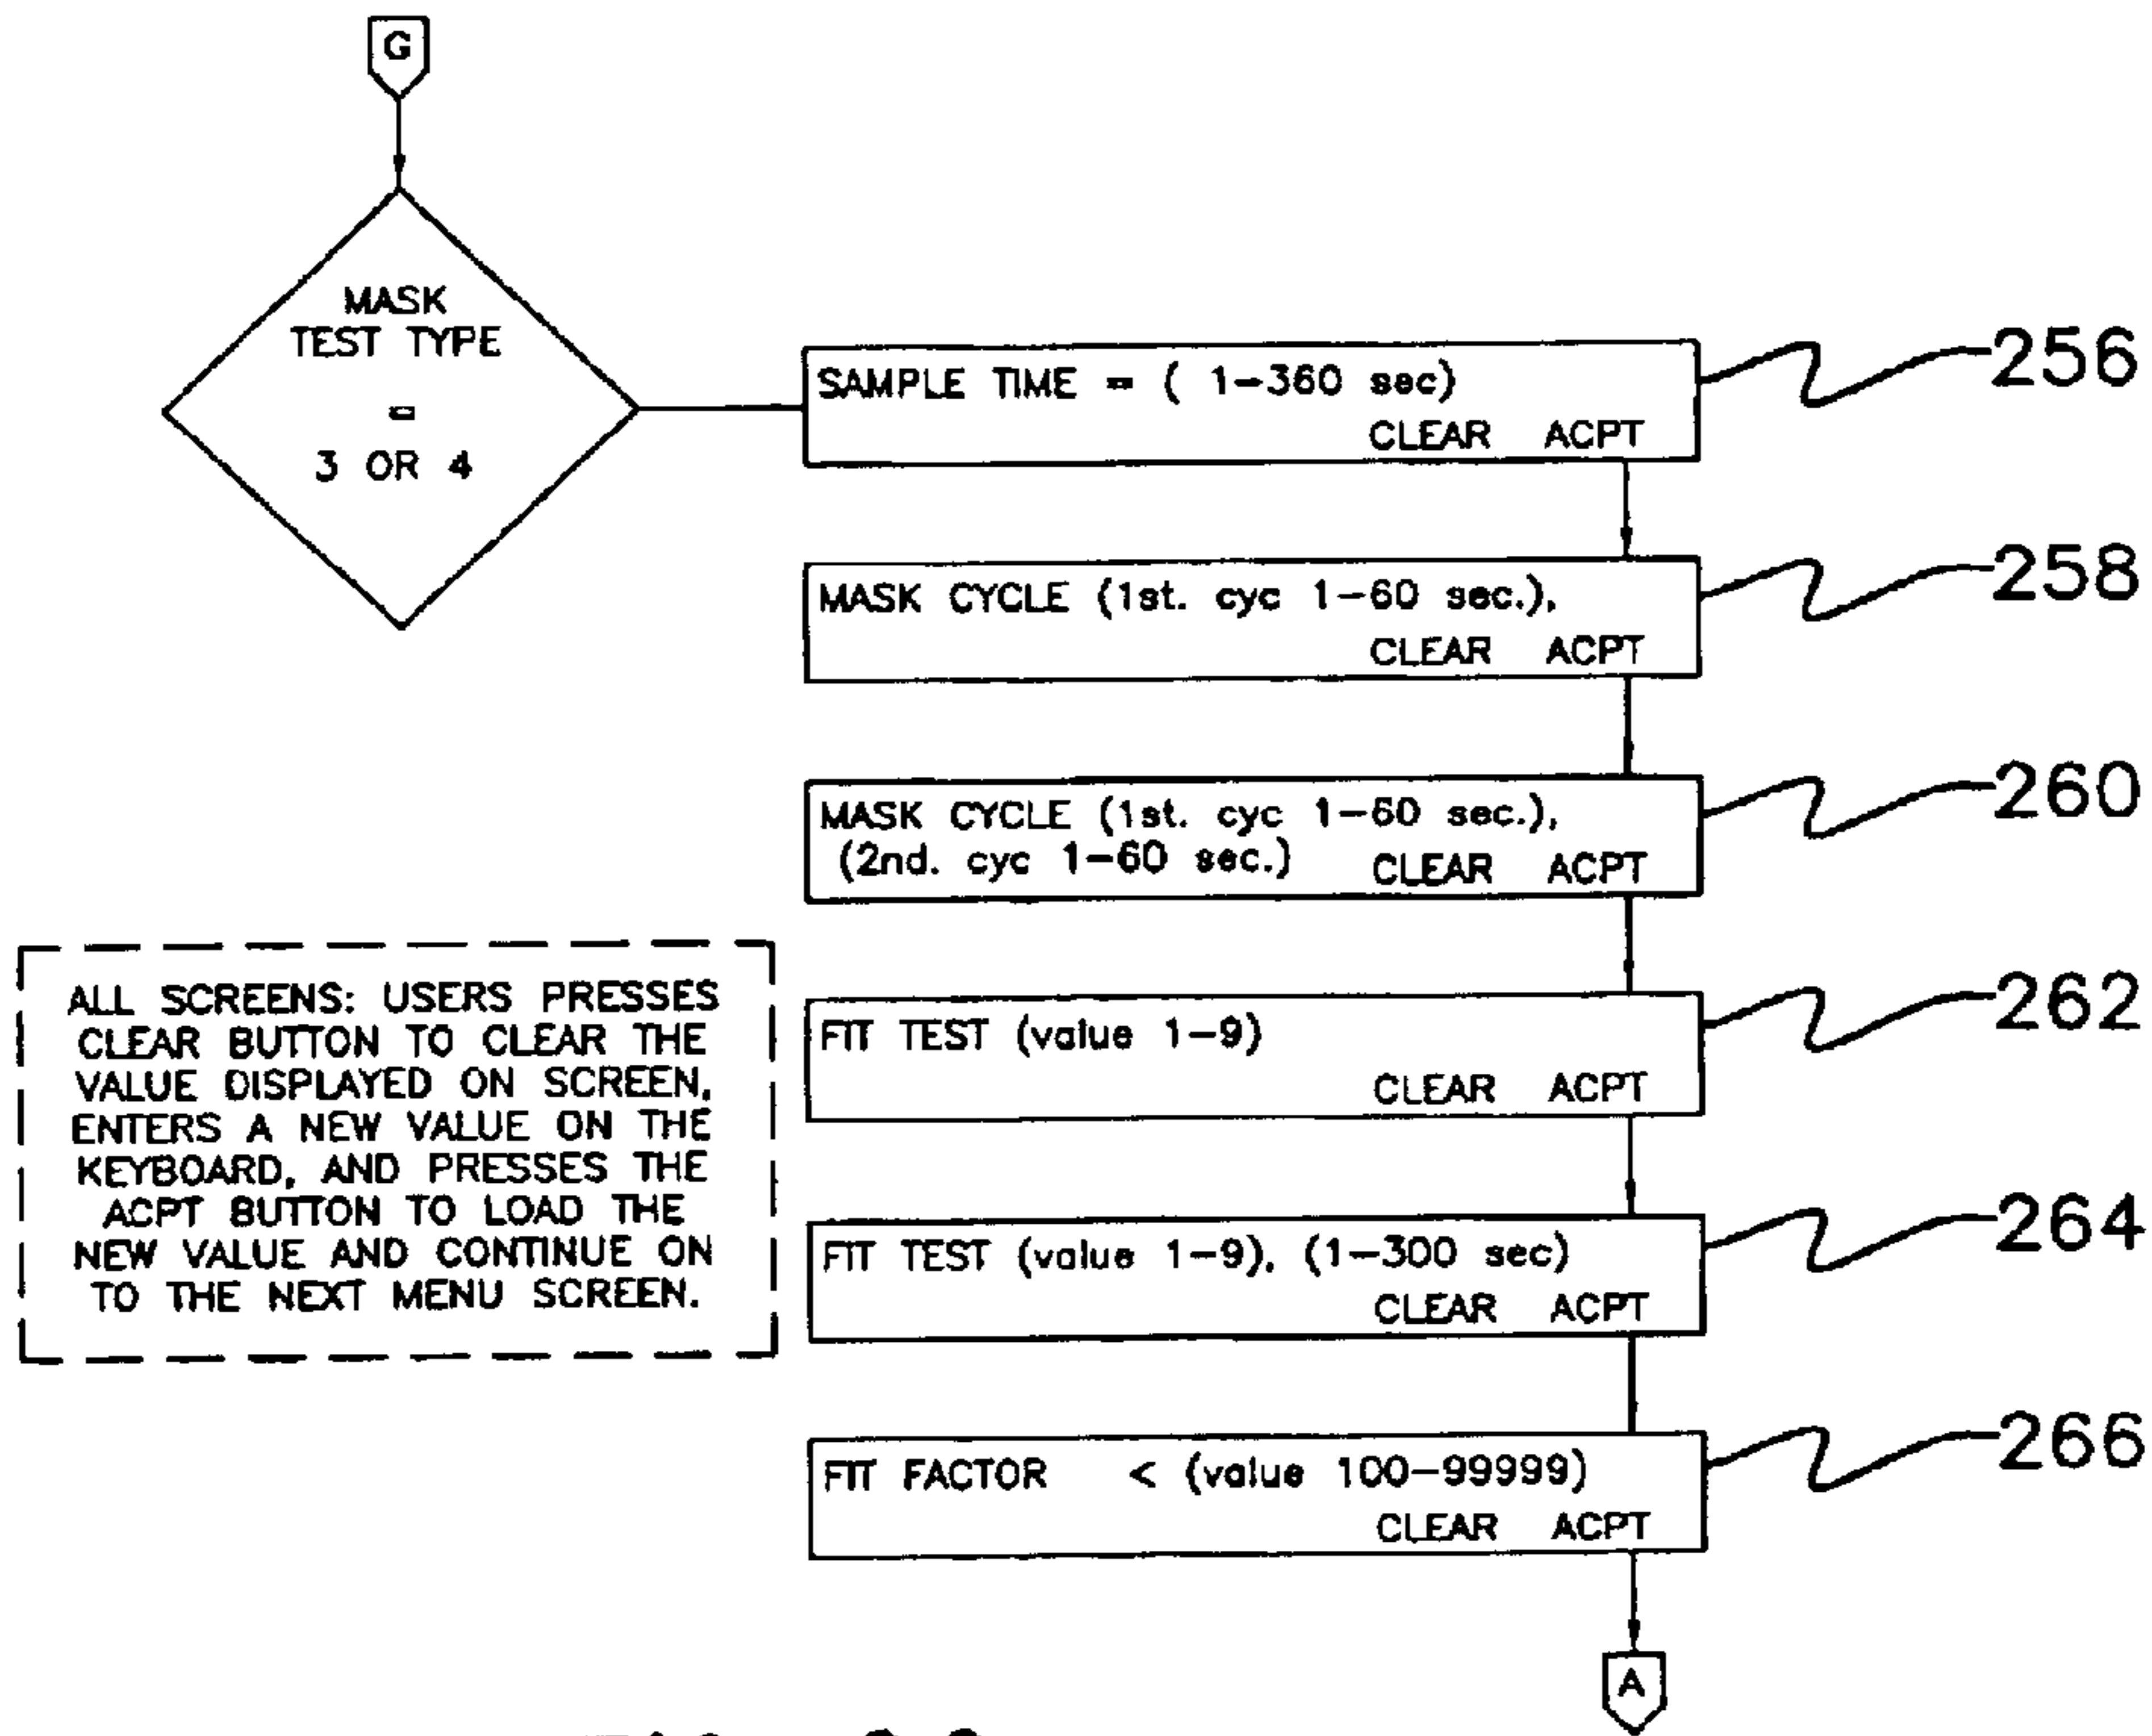 G
MASK
TEST TYPE
=
3 OR 4
SAMPLE TIME = ( 1-360 sec)
CLEAR ACPT
256
MASK CYCLE (1st. cyc 1-60 sec.),
CLEAR ACPT
258
MASK CYCLE (1st. cyc 1-60 sec.),
(2nd. cyc 1-60 sec.) CLEAR ACPT
260
ALL SCREENS: USERS PRESSES
CLEAR BUTTON TO CLEAR THE
VALUE DISPLAYED ON SCREEN,
ENTERS A NEW VALUE ON THE
KEYBOARD, AND PRESSES THE
ACPT BUTTON TO LOAD THE
NEW VALUE AND CONTINUE ON
TO THE NEXT MENU SCREEN.
FIT TEST (value 1-9)
CLEAR ACPT
262
FIT TEST (value 1-9), (1-300 sec)
CLEAR ACPT
264
FIT FACTOR < (value 100-99999)
CLEAR ACPT
266
A